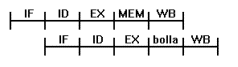 IF ID EX MEM WB
IF ID EX bolla WB